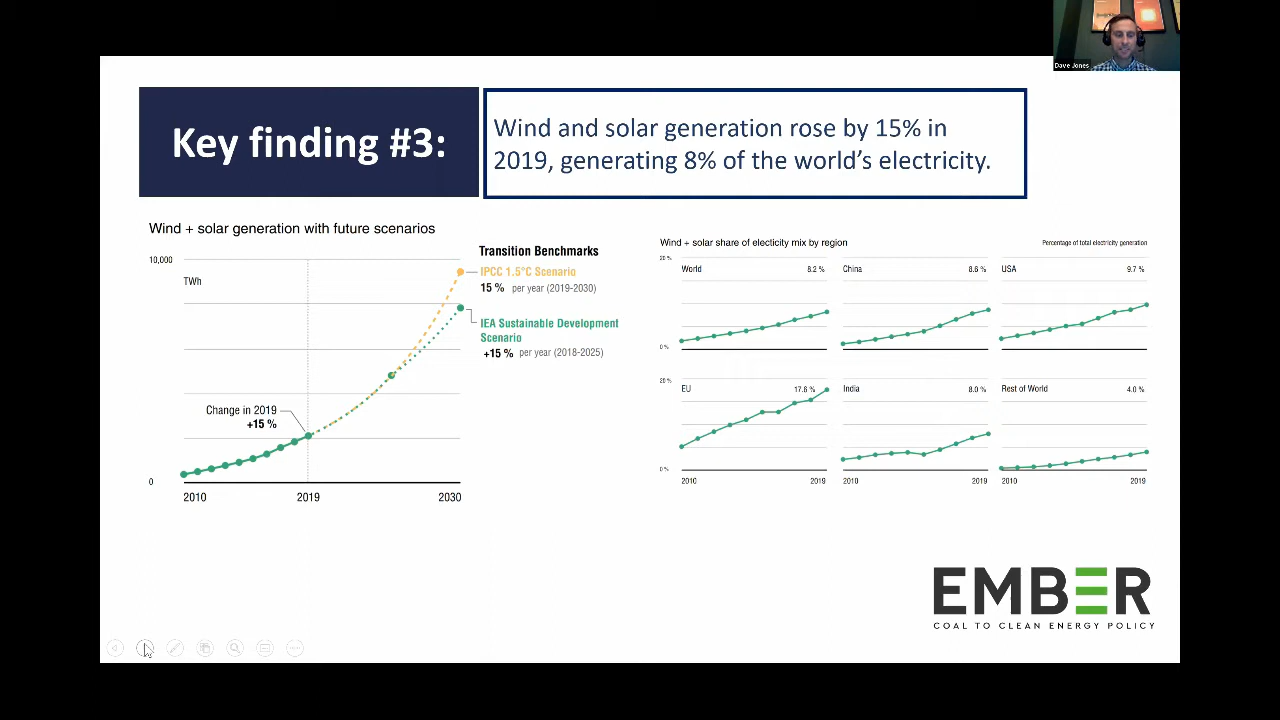 Dave Jones
Key finding #3:
Wind and solar generation rose by 15% in
2019, generating 8% of the world's electricity.
Wind + solar generation with future scenarios
10,000
TWh
Transition Benchmarks
IPCC 1.5°C Scenario
15 % per year (2019-2030)
IEA Sustainable Development
Scenario
+15 % per year (2018-2025)
Change in 2019
+15 %
0
2010
2019
2030
Wind + solar share of electicity mix by region
Percentage of total electricity generation
20 %
World
8.2 %
China
8.6 %
USA
9.7 %
0 %
20 %
EU
17.6 %
India
8.0 %
Rest of World
4.0 %
0 %
2010
2019
2010
2019
2010
2019
EMBER
COAL TO CLEAN ENERGY POLICY